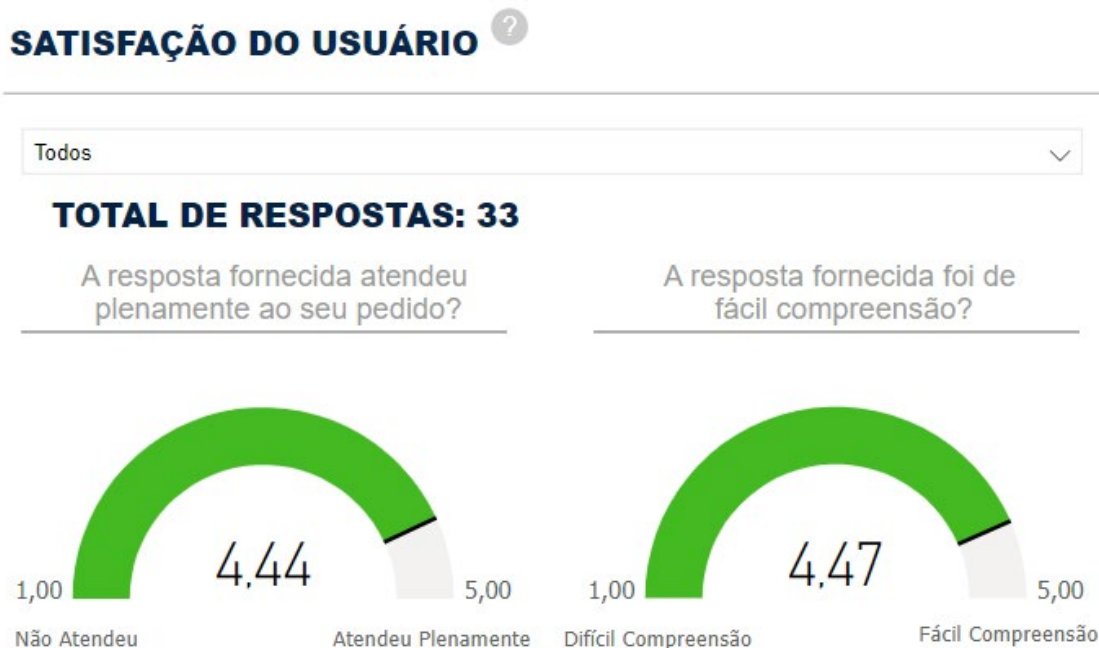 SATISFAÇÃO DO USUÁRIO ?
Todos
TOTAL DE RESPOSTAS: 33
A resposta fornecida atendeu
plenamente ao seu pedido?
4,44
1,00
5,00
Não Atendeu
Atendeu Plenamente
A resposta fornecida foi de
fácil compreensão?
4,47
1,00
5,00
Difícil Compreensão
Fácil Compreensão